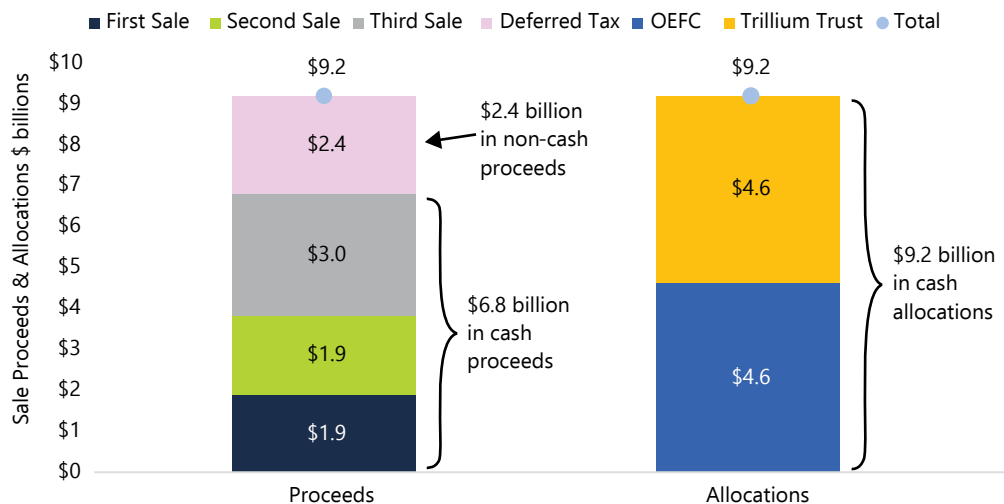 First Sale Second Sale Third Sale Deferred Tax OEFC Trillium Trust Total
Sale Proceeds & Allocations $ billions
$10
$9
$8
$7
$6
$5
$4
$3
$2
$1
$0
$9.2
$2.4
$3.0
$1.9
$1.9
$2.4 billion
in non-cash
proceeds
$6.8 billion
in cash
proceeds
$9.2
$4.6
$4.6
$9.2 billion
in cash
allocations
Proceeds
Allocations